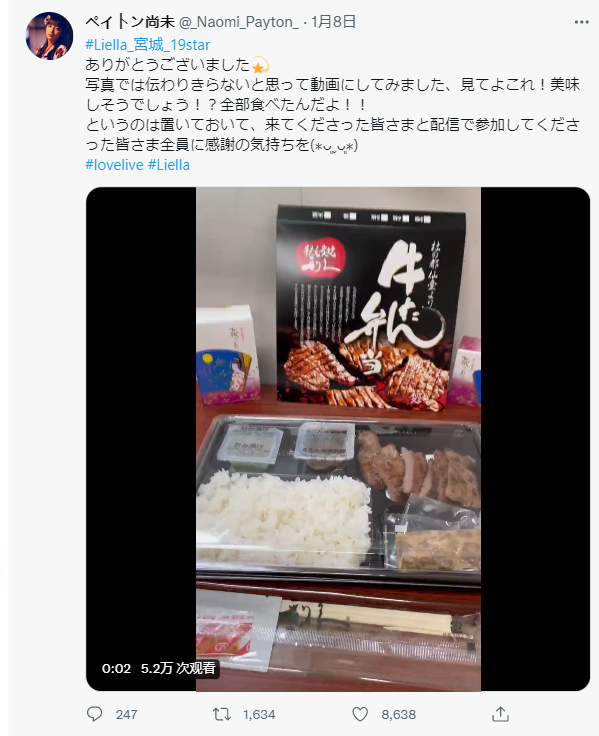 ペイトン尚未 @_Naomi_Payton_ · 1月8日
#Liella_宮城_19star
ありがとうございました💫
写真では伝わりきらないと思って動画にしてみました、見てよこれ！美味
しそうでしょう！？全部食べたんだよ！！
というのは置いておいて、来てくださった皆さまと配信で参加してくださ
った皆さま全員に感謝の気持ちを(⁎ᴗ͈ˬᴗ͈⁎)
#lovelive #Liella
杜の都仙台より
牛たん
弁当
0:02 5.2万 次观看
247
1,634
8,638